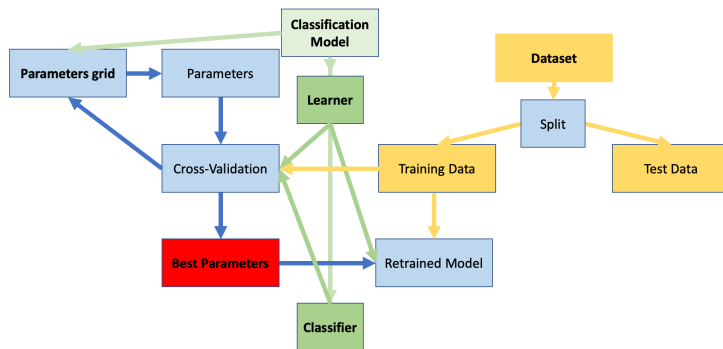 Classification
Model
Parameters grid
Parameters
Dataset
Learner
Split
Cross-Validation
Training Data
Test Data
Best Parameters
Retrained Model
Classifier